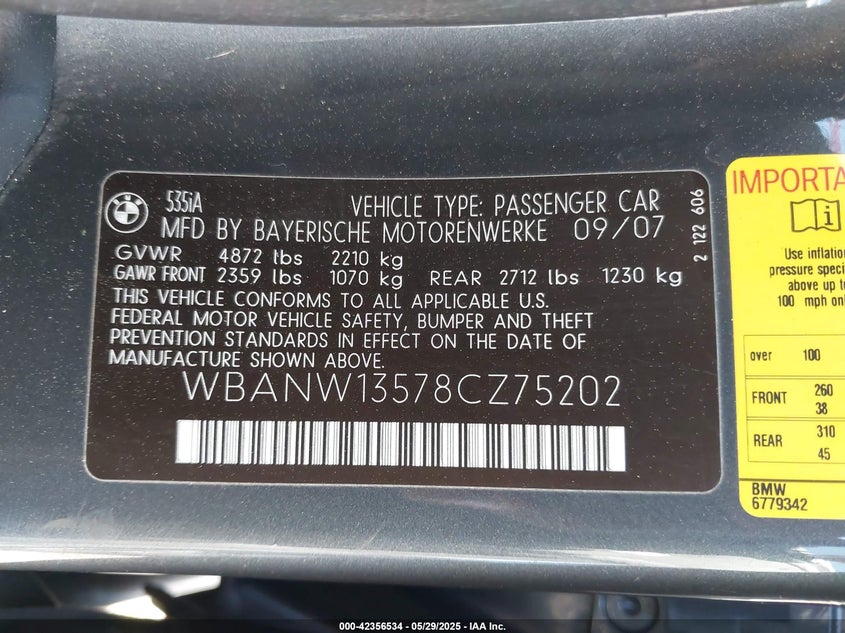 535iA
VEHICLE TYPE: PASSENGER CAR
MFD BY BAYERISCHE MOTORENWERKE 09/07
GVWR 4872 lbs 2210 kg
GAWR FRONT 2359 lbs 1070 kg REAR 2712 lbs 1230 kg
THIS VEHICLE CONFORMS TO ALL APPLICABLE U.S.
FEDERAL MOTOR VEHICLE SAFETY, BUMPER AND THEFT
PREVENTION STANDARDS IN EFFECT ON THE DATE OF
MANUFACTURE SHOWN ABOVE.
WBANW13578CZ75202
2 122 606
IMPORTA
Use inflation
pressure speci
above up to
100 mph only
over 100
FRONT 260
38
REAR 310
45
BMW
6779342
000-42356534 - 05/29/2025 - IAA Inc.